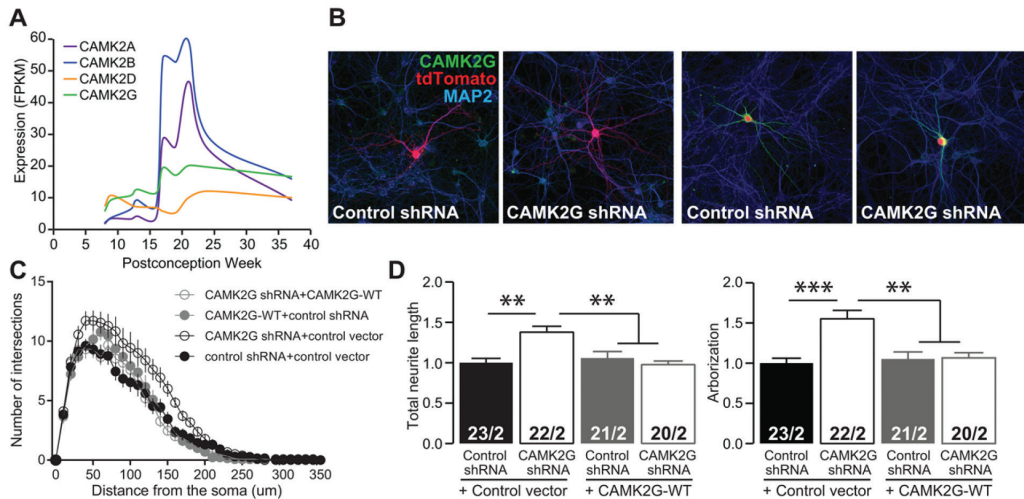 A
Expression (FPKM)
60
50
40
30
20
10
0
CAMK2A
CAMK2B
CAMK2D
CAMK2G
0 5 10 15 20 25 30 35 40
Postconception Week
B
CAMK2G
tdTomato
MAP2
Control shRNA
CAMK2G shRNA
Control shRNA
CAMK2G shRNA
C
Number of intersections
15
10
5
0
CAMK2G shRNA+CAMK2G-WT
CAMK2G-WT+control shRNA
CAMK2G shRNA+control vector
control shRNA+control vector
0 50 100 150 200 250 300 350
Distance from the soma (um)
D
Total neurite length
2.0
1.5
1.0
0.5
0.0
** **
23/2 22/2 21/2 20/2
Control CAMK2G Control CAMK2G
shRNA shRNA shRNA shRNA
+ Control vector + CAMK2G-WT
Arborization
2.0
1.5
1.0
0.5
0.0
*** **
23/2 22/2 21/2 20/2
Control CAMK2G Control CAMK2G
shRNA shRNA shRNA shRNA
+ Control vector + CAMK2G-WT